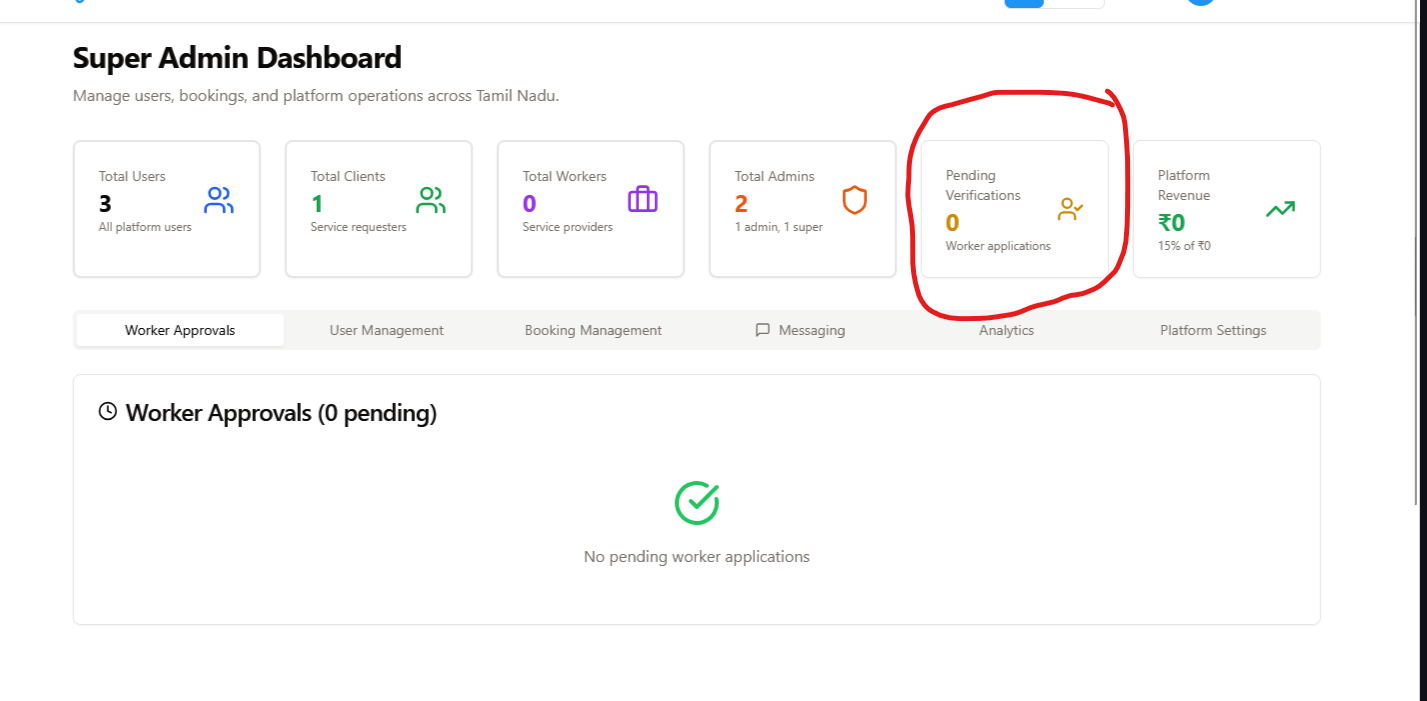 Super Admin Dashboard
Manage users, bookings, and platform operations across Tamil Nadu.
Total Users
3
All platform users
Total Clients
1
Service requesters
Total Workers
0
Service providers
Total Admins
2
1 admin, 1 super
Pending
Verifications
0
Worker applications
Platform
Revenue
₹0
15% of ₹0
Worker Approvals
User Management
Booking Management
Messaging
Analytics
Platform Settings
Worker Approvals (0 pending)
No pending worker applications